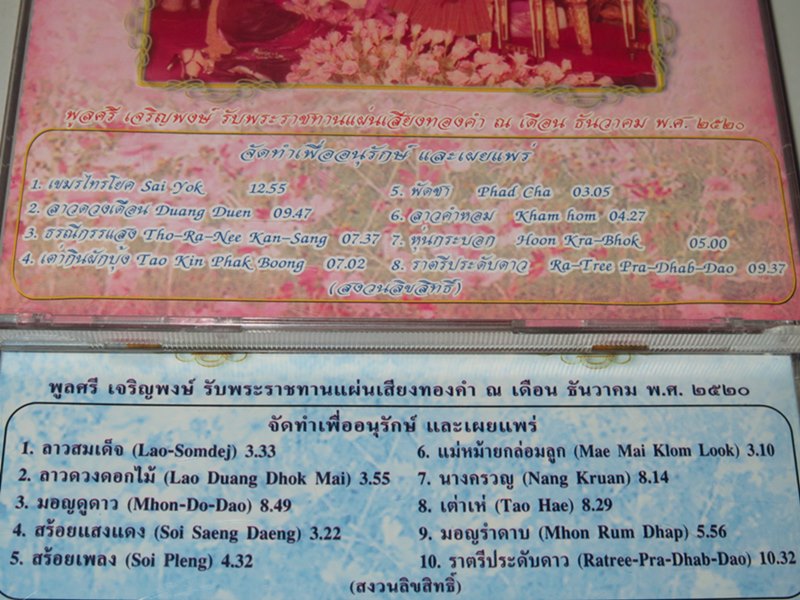 พูลศรี เจริญพงษ์ รับพระราชทานแผ่นเสียงทองคำ ณ เดือน ธันวาคม พ.ศ. ๒๕๒๐
จัดทำเพื่ออนุรักษ์ และเผยแพร่
1. เขมรไทรโยค Sai Yok 12.55
2. ลาวดวงเดือน Duang Duen 09.47
3. ธรณีกรรแสง Tho-Ra-Nee Kan-Sang 07.37
4. เต่ากินผักบุ้ง Tao Kin Phak Boong 07.02
5. พัดชา Phad Cha 03.05
6. ลาวคำหอม Kham hom 04.27
7. หุ่นกระบอก Hoon Kra-Bhok 05.00
8. ราตรีประดับดาว Ra-Tree Pra-Dhab-Dao 09.37
(สงวนลิขสิทธิ์)
พูลศรี เจริญพงษ์ รับพระราชทานแผ่นเสียงทองคำ ณ เดือน ธันวาคม พ.ศ. ๒๕๒๐
จัดทำเพื่ออนุรักษ์ และเผยแพร่
1. ลาวสมเด็จ (Lao-Somdej) 3.33
2. ลาวดวงดอกไม้ (Lao Duang Dhok Mai) 3.55
3. มอญดูดาว (Mhon-Do-Dao) 8.49
4. สร้อยแสงแดง (Soi Saeng Daeng) 3.22
5. สร้อยเพลง (Soi Pleng) 4.32
6. แม่หม้ายกล่อมลูก (Mae Mai Klom Look) 3.10
7. นางครวญ (Nang Kruan) 8.14
8. เต่าเห่ (Tao Hae) 8.29
9. มอญรำดาบ (Mhon Rum Dhap) 5.56
10. ราตรีประดับดาว (Ratree-Pra-Dhab-Dao) 10.32
(สงวนลิขสิทธิ์)